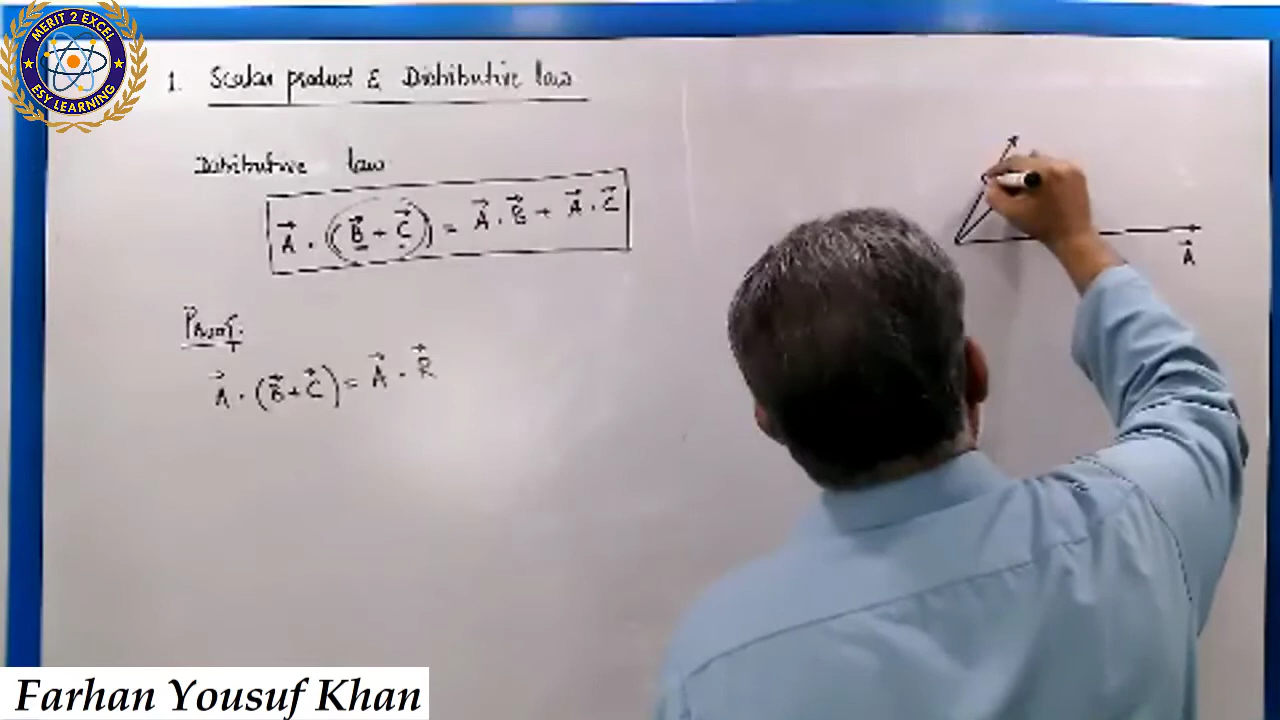 MERIT 2 EXCEL
ESY LEARNING
1. Scalar product & Distributive law
Distributive law
A⃗ . (B⃗ + C⃗) = A⃗ . B⃗ + A⃗ . C⃗
Proof.
A⃗ . (B⃗ + C⃗) = A⃗ . R⃗
A⃗
Farhan Yousuf Khan